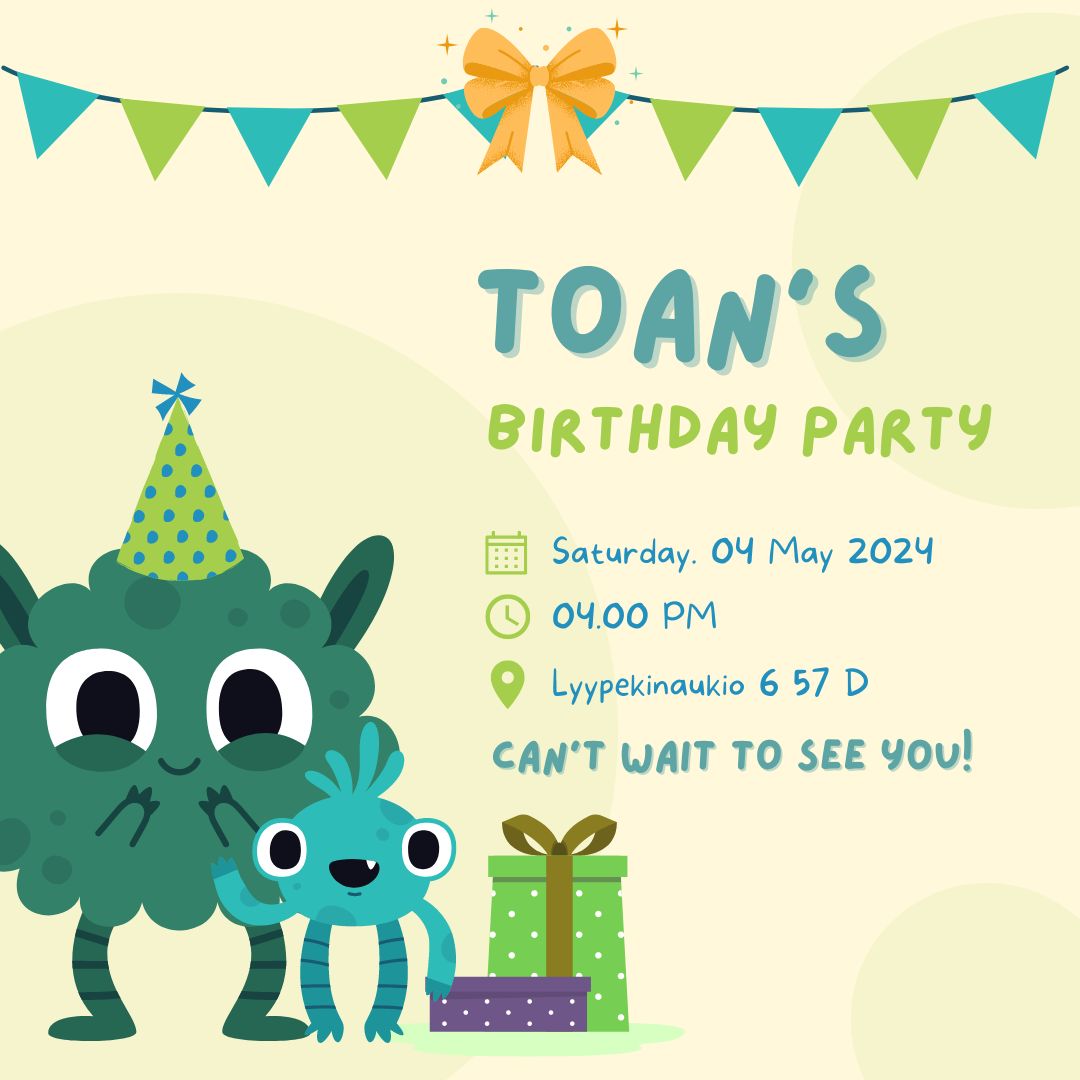 TOAN'S
BIRTHDAY PARTY
Saturday. 04 May 2024
04.00 PM
Lyypekinaukio 6 57 D
CAN'T WAIT TO SEE YOU!